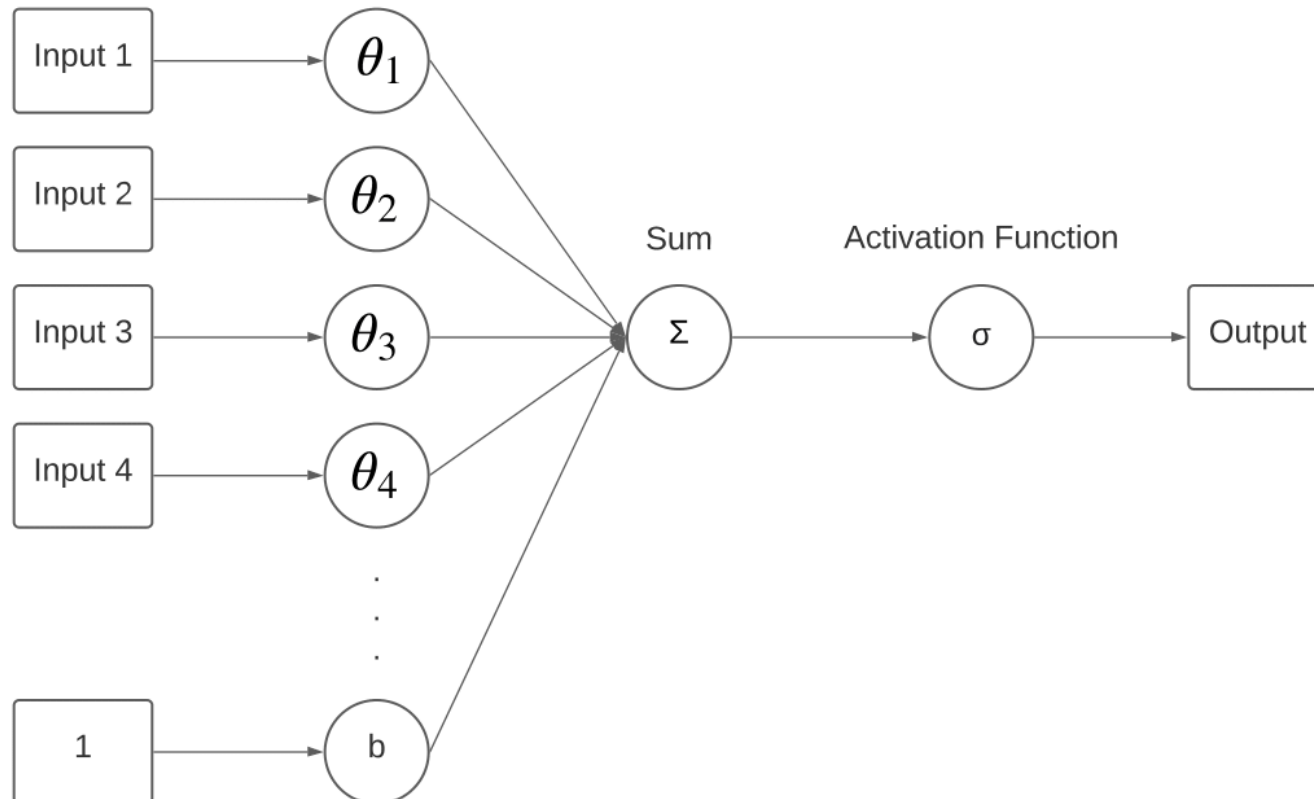 Input 1
θ1
Input 2
θ2
Sum
Activation Function
Input 3
θ3
Σ
σ
Output
Input 4
θ4
.
.
.
1
b